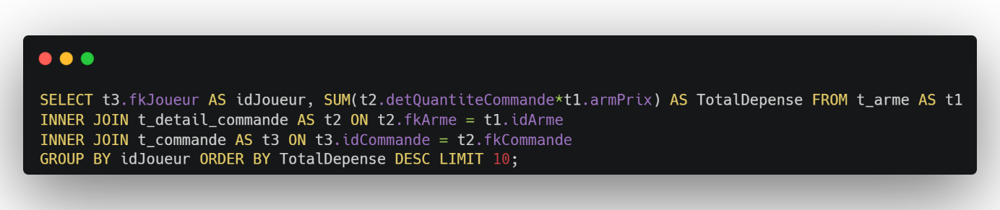 SELECT t3.fkJoueur AS idJoueur, SUM(t2.detQuantiteCommande*t1.armPrix) AS TotalDepense FROM t_arme AS t1
INNER JOIN t_detail_commande AS t2 ON t2.fkArme = t1.idArme
INNER JOIN t_commande AS t3 ON t3.idCommande = t2.fkCommande
GROUP BY idJoueur ORDER BY TotalDepense DESC LIMIT 10;